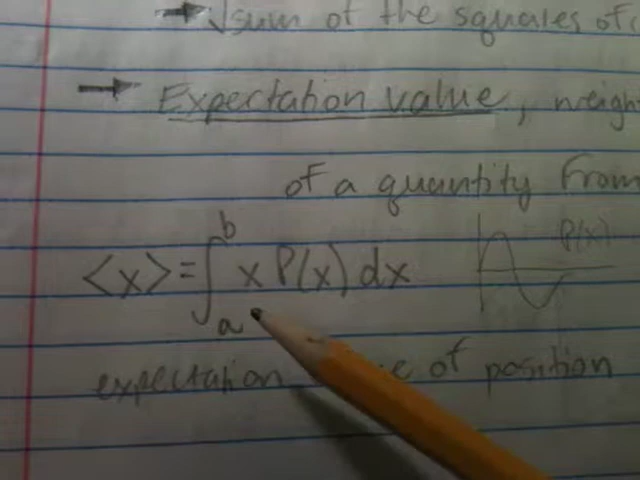 → √sum of the squares of
→ Expectation value, weigh
of a quantity from
<x> = ∫ₐᵇ x P(x) dx
P(x)
expectation of position